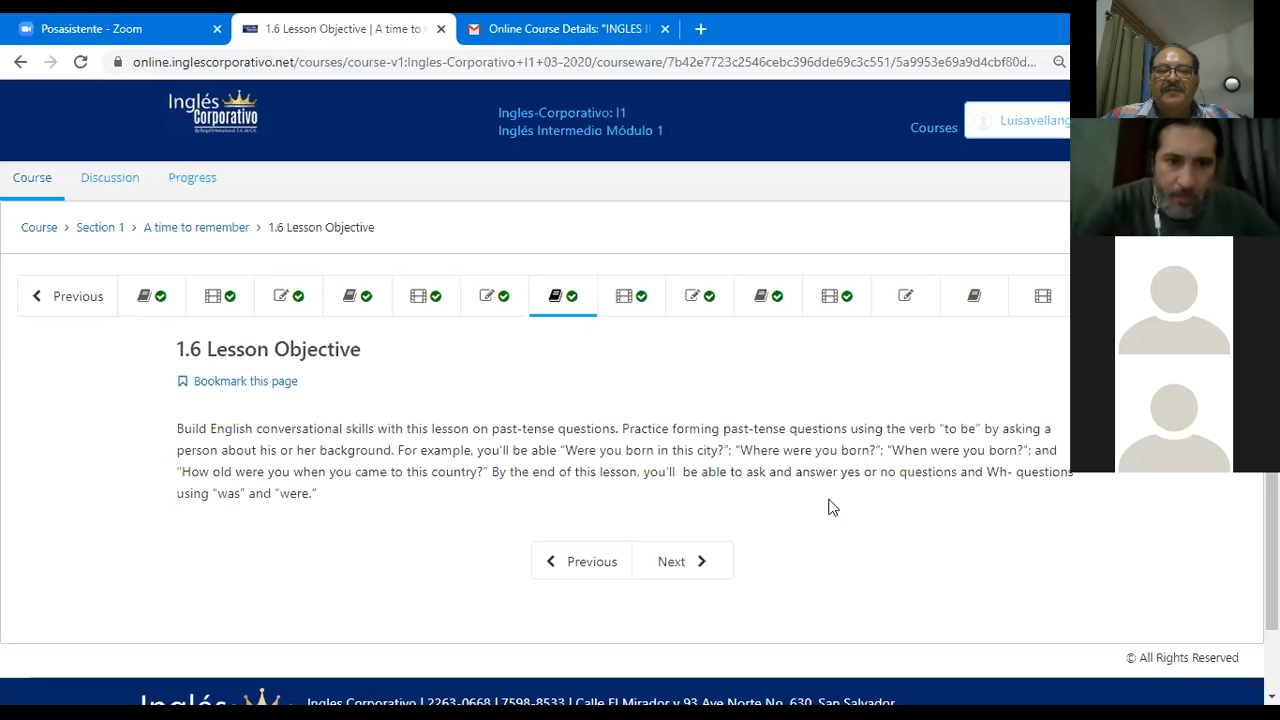 Posasistente - Zoom
1.6 Lesson Objective | A time to
Online Course Details: "INGLES I
online.inglescorporativo.net/courses/course-v1:Ingles-Corporativo+I1+03-2020/courseware/7b42e7723c2546cebc396dde69c3c551/5a9953e69a9d4cbf80d...
Inglés
Corporativo
Ingles-Corporativo: I1
Inglés Intermedio Módulo 1
Courses
Luisavellan
Course
Discussion
Progress
Course > Section 1 > A time to remember > 1.6 Lesson Objective
Previous
1.6 Lesson Objective
Bookmark this page
Build English conversational skills with this lesson on past-tense questions. Practice forming past-tense questions using the verb “to be” by asking a
person about his or her background. For example, you'll be able “Were you born in this city?”; “Where were you born?”; “When were you born?”; and
“How old were you when you came to this country?” By the end of this lesson, you'll be able to ask and answer yes or no questions and Wh- questions
using “was” and “were.”
Previous
Next
© All Rights Reserved
Inglés
Ingles Corporativo | 2263-0668 | 7598-8533 | Calle El Mirador y 93 Ave Norte No. 630, San Salvador